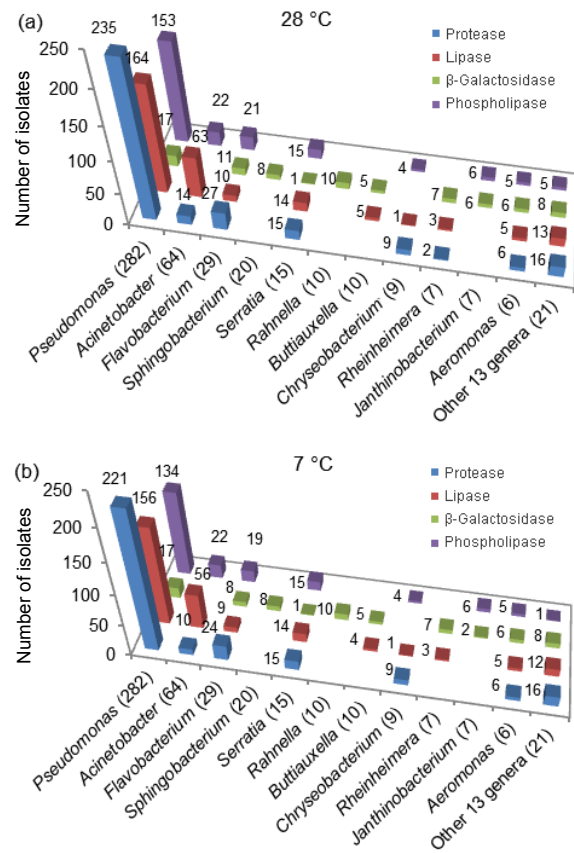 (a)
28 °C
Protease
Lipase
β-Galactosidase
Phospholipase
Number of isolates
250
200
150
100
50
0
235
164
17
153
14
63
22
27
10
11
21
8
15
14
1
15
10
5
5
9
1
4
2
3
7
6
6
6
5
6
5
16
13
8
5
Pseudomonas (282)
Acinetobacter (64)
Flavobacterium (29)
Sphingobacterium (20)
Serratia (15)
Rahnella (10)
Buttiauxella (10)
Chryseobacterium (9)
Rheinheimera (7)
Janthinobacterium (7)
Aeromonas (6)
Other 13 genera (21)
(b)
7 °C
Protease
Lipase
β-Galactosidase
Phospholipase
Number of isolates
250
200
150
100
50
0
221
156
17
134
10
56
22
24
9
8
19
8
15
14
1
15
10
4
5
9
1
4
3
7
2
6
6
5
6
5
16
12
8
1
Pseudomonas (282)
Acinetobacter (64)
Flavobacterium (29)
Sphingobacterium (20)
Serratia (15)
Rahnella (10)
Buttiauxella (10)
Chryseobacterium (9)
Rheinheimera (7)
Janthinobacterium (7)
Aeromonas (6)
Other 13 genera (21)